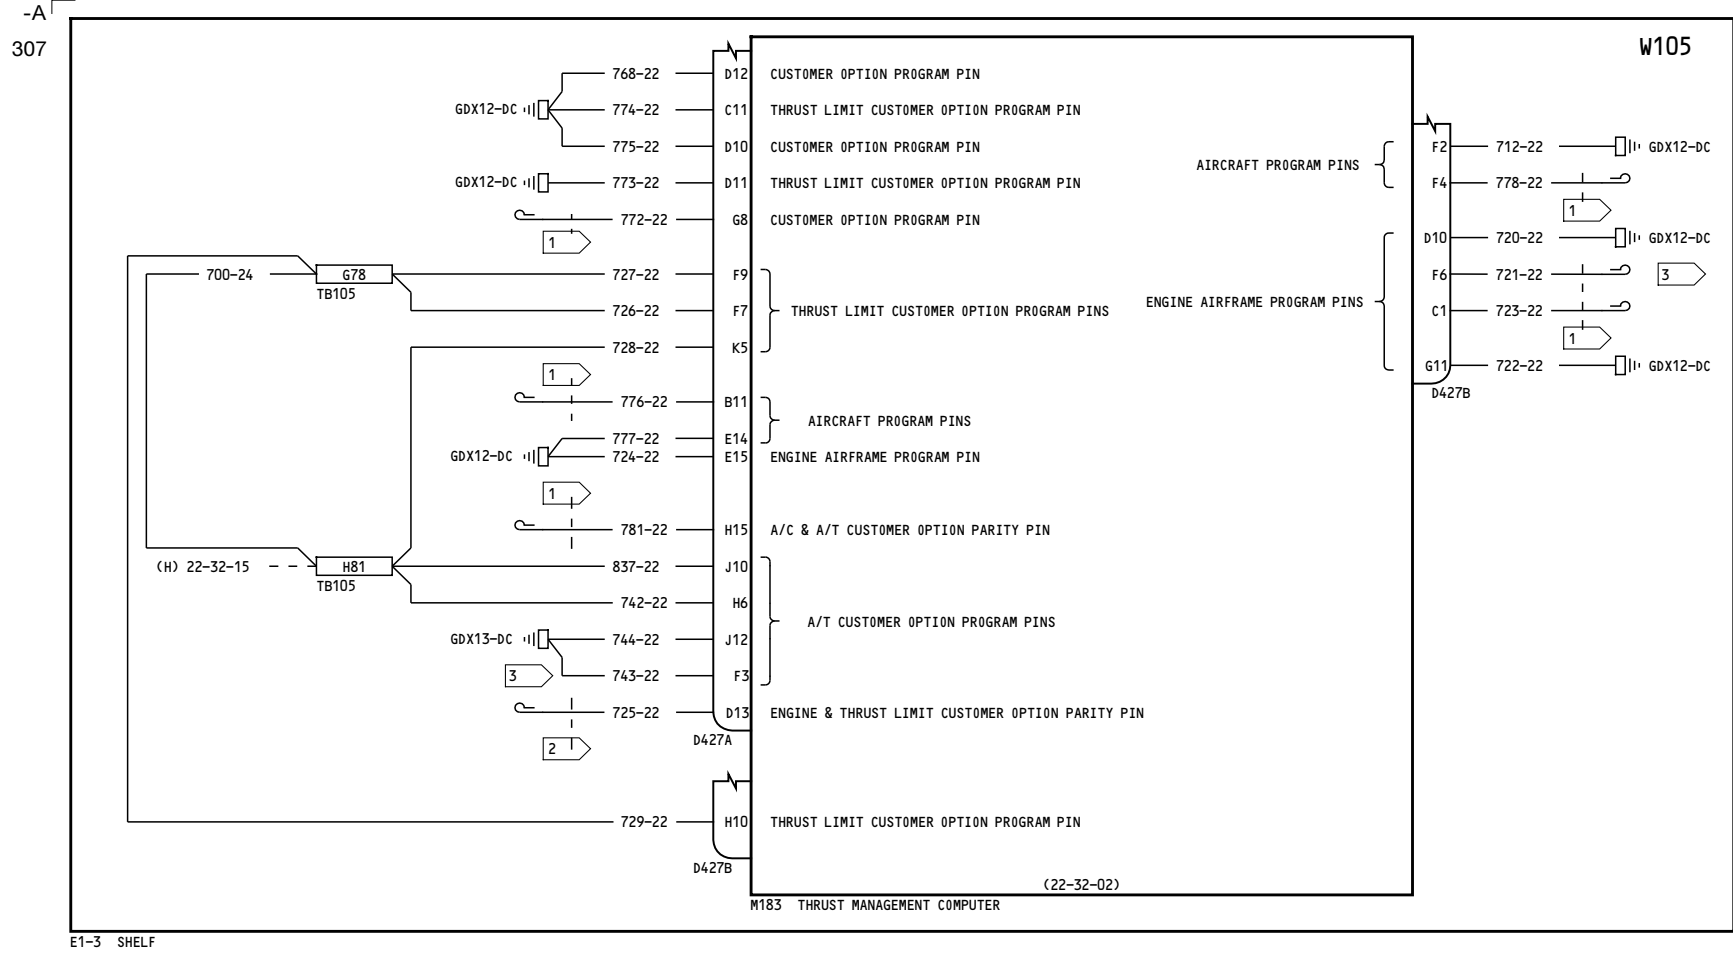 -A
307
W105
768-22 D12 CUSTOMER OPTION PROGRAM PIN
GDX12-DC 774-22 C11 THRUST LIMIT CUSTOMER OPTION PROGRAM PIN
775-22 D10 CUSTOMER OPTION PROGRAM PIN
GDX12-DC 773-22 D11 THRUST LIMIT CUSTOMER OPTION PROGRAM PIN
772-22 G8 CUSTOMER OPTION PROGRAM PIN
1
700-24 G78 727-22 F9
TB105
726-22 F7 THRUST LIMIT CUSTOMER OPTION PROGRAM PINS
728-22 K5
1
776-22 B11
AIRCRAFT PROGRAM PINS
777-22 E14
GDX12-DC 724-22 E15 ENGINE AIRFRAME PROGRAM PIN
1
781-22 H15 A/C & A/T CUSTOMER OPTION PARITY PIN
(H) 22-32-15 H81 837-22 J10
TB105
742-22 H6
A/T CUSTOMER OPTION PROGRAM PINS
GDX13-DC 744-22 J12
3 743-22 F3
725-22 D13 ENGINE & THRUST LIMIT CUSTOMER OPTION PARITY PIN
D427A
2
729-22 H10 THRUST LIMIT CUSTOMER OPTION PROGRAM PIN
D427B
F2 712-22 GDX12-DC
AIRCRAFT PROGRAM PINS
F4 778-22
1
D10 720-22 GDX12-DC
F6 721-22 3
ENGINE AIRFRAME PROGRAM PINS
C1 723-22
1
G11 722-22 GDX12-DC
D427B
(22-32-02)
M183 THRUST MANAGEMENT COMPUTER
E1-3 SHELF